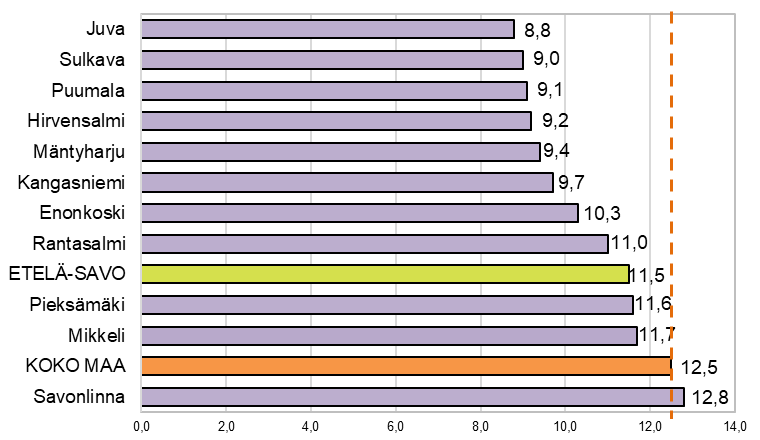 Juva 8,8
Sulkava 9,0
Puumala 9,1
Hirvensalmi 9,2
Mäntyharju 9,4
Kangasniemi 9,7
Enonkoski 10,3
Rantasalmi 11,0
ETELÄ-SAVO 11,5
Pieksämäki 11,6
Mikkeli 11,7
KOKO MAA 12,5
Savonlinna 12,8
0,0 2,0 4,0 6,0 8,0 10,0 12,0 14,0